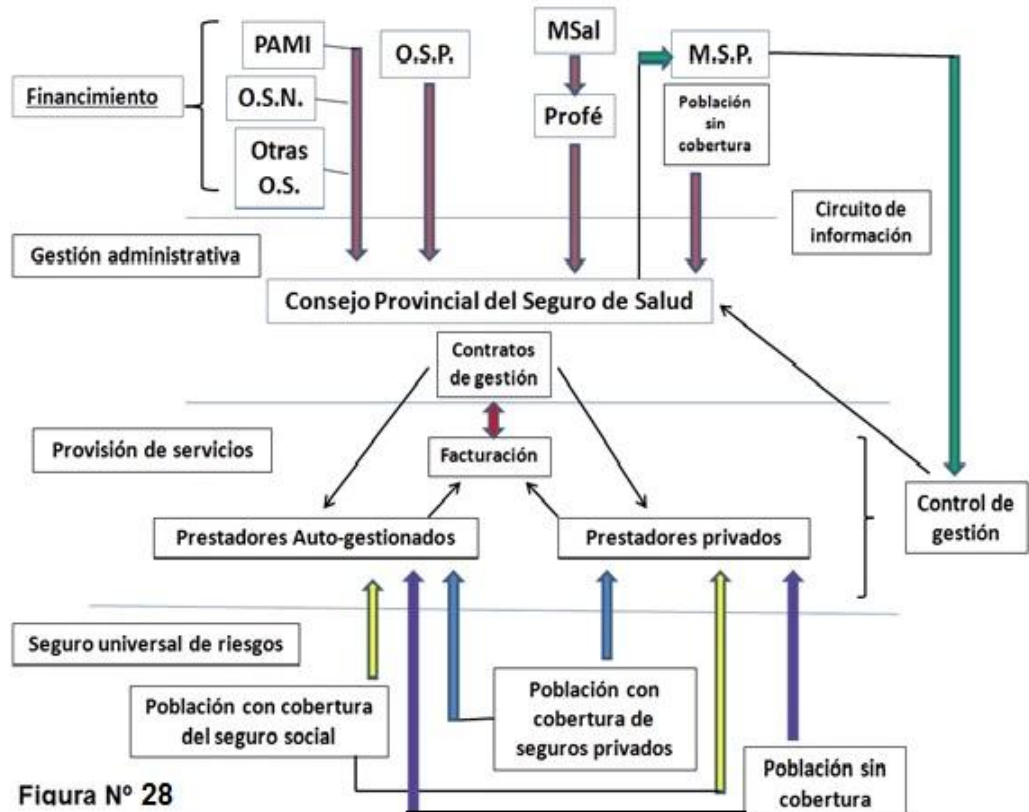 PAMI
O.S.P.
MSal
M.S.P.
Financimiento
O.S.N.
Profé
Población
sin
cobertura
Otras
O.S.
Circuito de
información
Gestión administrativa
Consejo Provincial del Seguro de Salud
Contratos
de gestión
Provisión de servicios
Facturación
Control de
gestión
Prestadores Auto-gestionados
Prestadores privados
Seguro universal de riesgos
Población con cobertura
del seguro social
Población con
cobertura de
seguros privados
Población sin
cobertura
Figura Nº 28